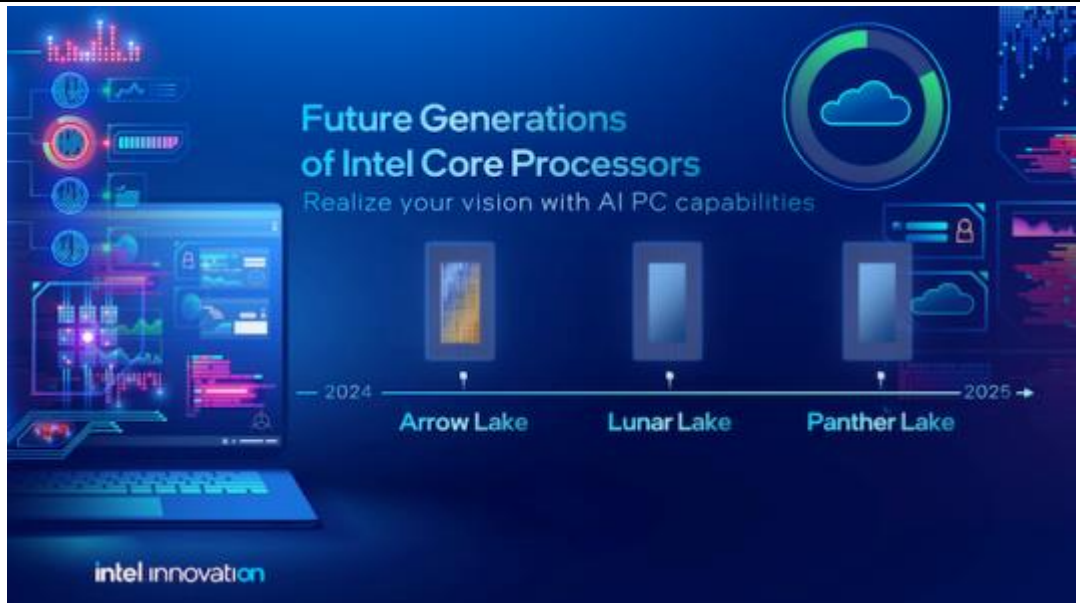 Future Generations
of Intel Core Processors
Realize your vision with AI PC capabilities
2024
2025
Arrow Lake
Lunar Lake
Panther Lake
intel innovation